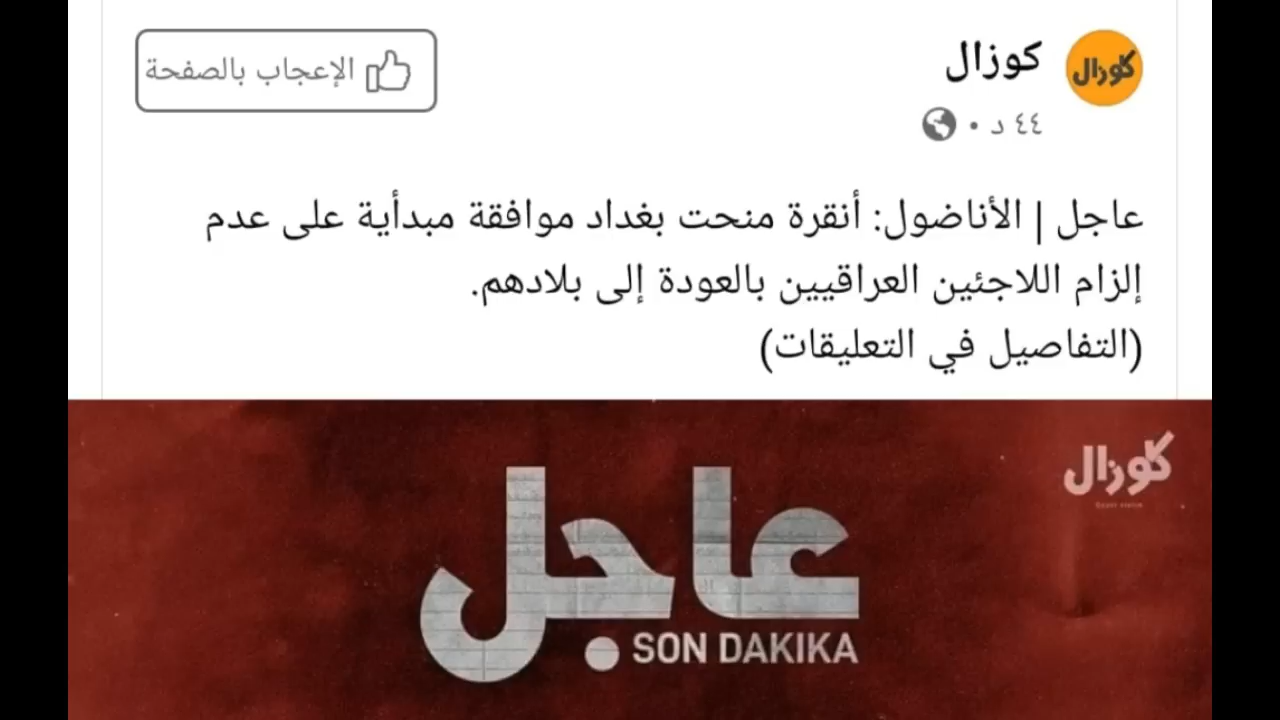 كوزال
كوزال
الإعجاب بالصفحة
٤٤ د •
عاجل | الأناضول: أنقرة منحت بغداد موافقة مبدأية على عدم
إلزام اللاجئين العراقيين بالعودة إلى بلادهم.
(التفاصيل في التعليقات)
كوزال
عاجل
SON DAKIKA